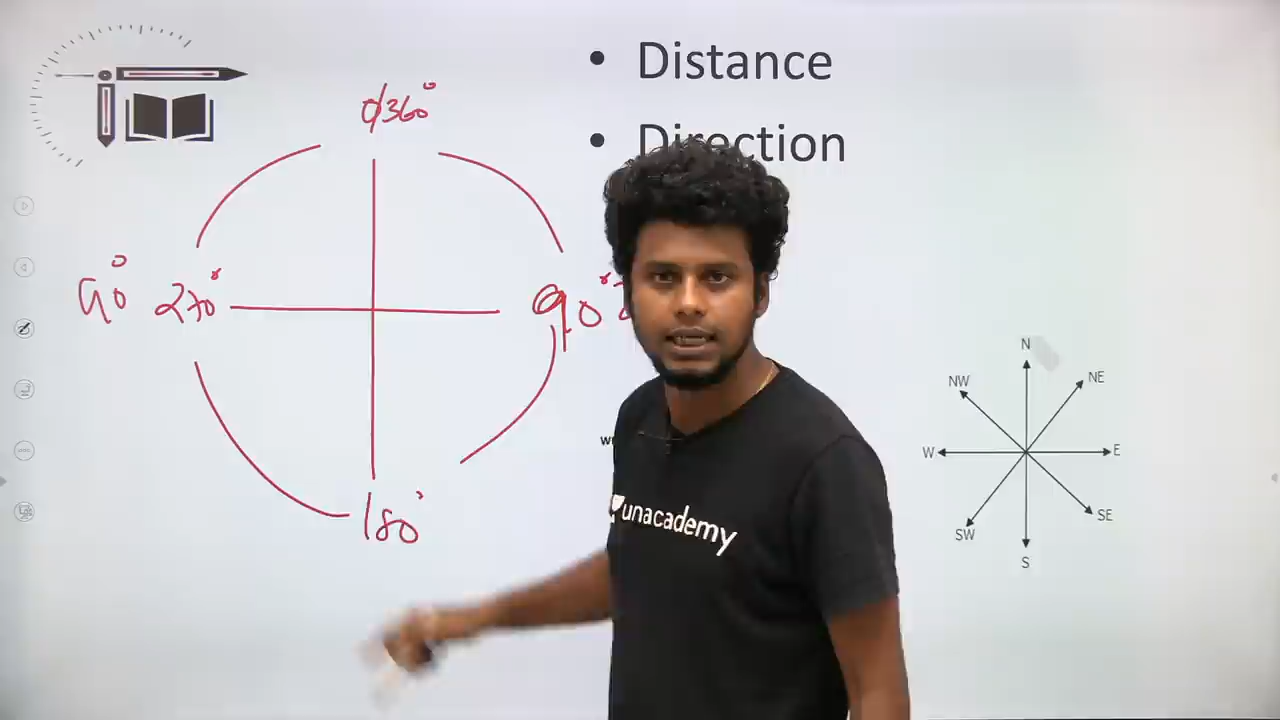 • Distance
• Direction
0/360°
90° 270°
90°
180°
N
NW NE
W E
SW SE
S
unacademy